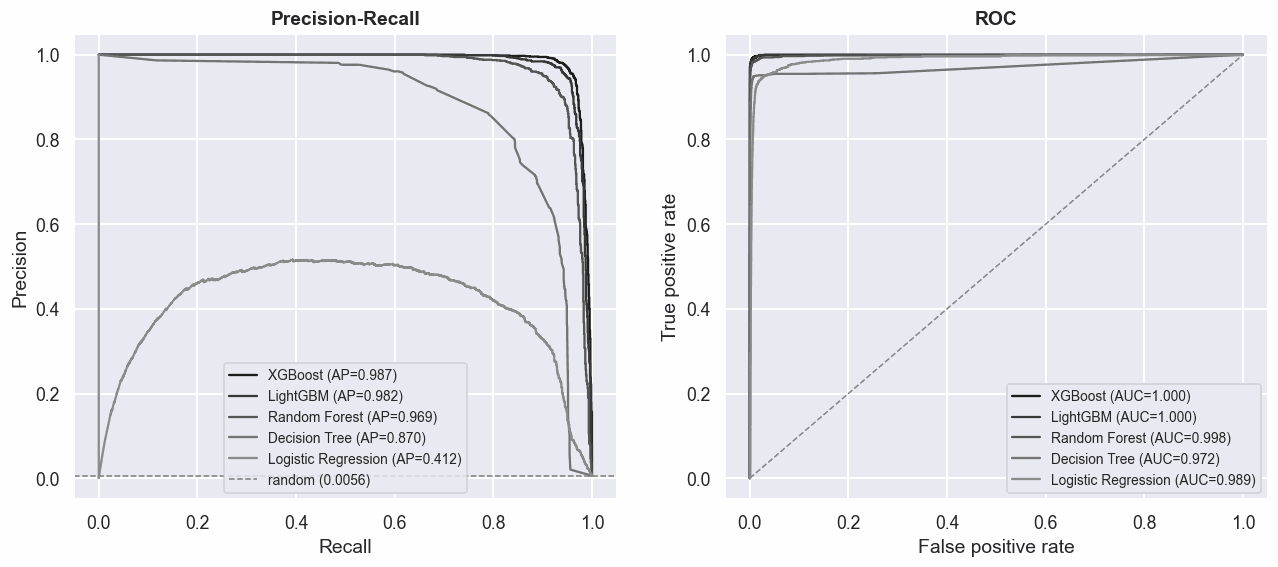 Precision-Recall
1.0
0.8
0.6
0.4
0.2
0.0
Precision
XGBoost (AP=0.987)
LightGBM (AP=0.982)
Random Forest (AP=0.969)
Decision Tree (AP=0.870)
Logistic Regression (AP=0.412)
random (0.0056)
0.0 0.2 0.4 0.6 0.8 1.0
Recall
ROC
1.0
0.8
0.6
0.4
0.2
0.0
True positive rate
XGBoost (AUC=1.000)
LightGBM (AUC=1.000)
Random Forest (AUC=0.998)
Decision Tree (AUC=0.972)
Logistic Regression (AUC=0.989)
0.0 0.2 0.4 0.6 0.8 1.0
False positive rate